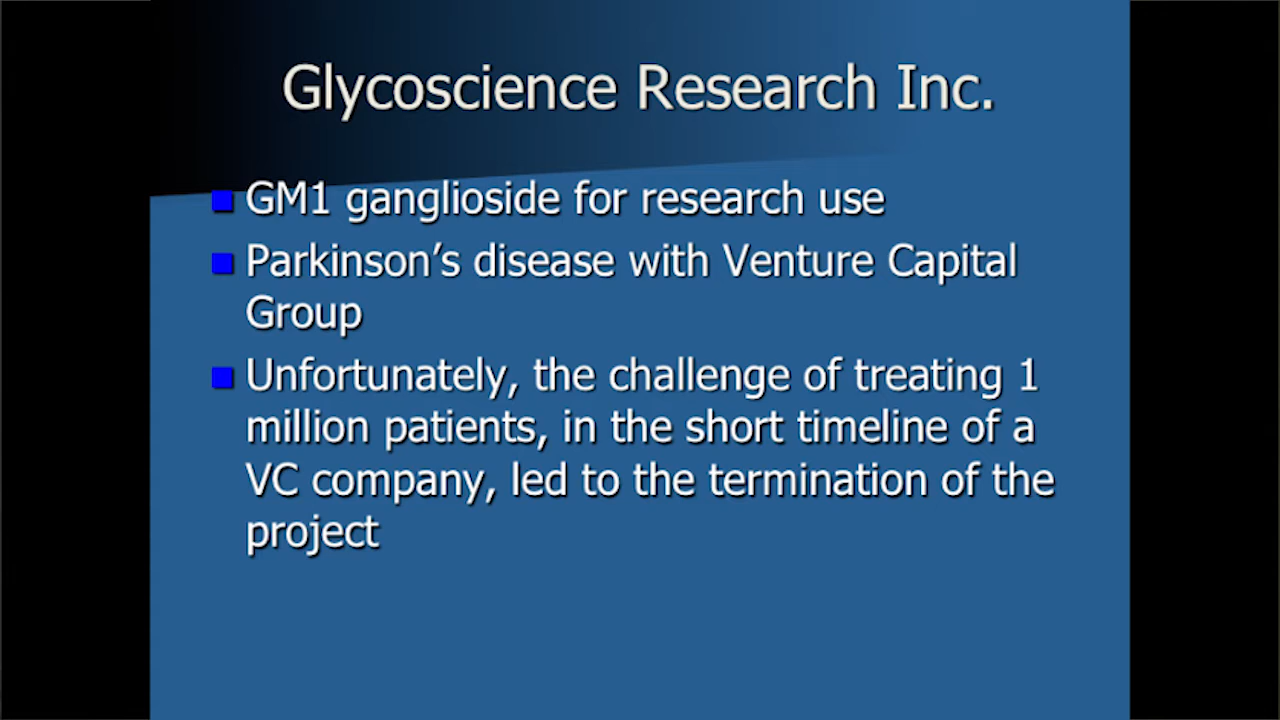 Glycoscience Research Inc.
GM1 ganglioside for research use
Parkinson’s disease with Venture Capital
Group
Unfortunately, the challenge of treating 1
million patients, in the short timeline of a
VC company, led to the termination of the
project